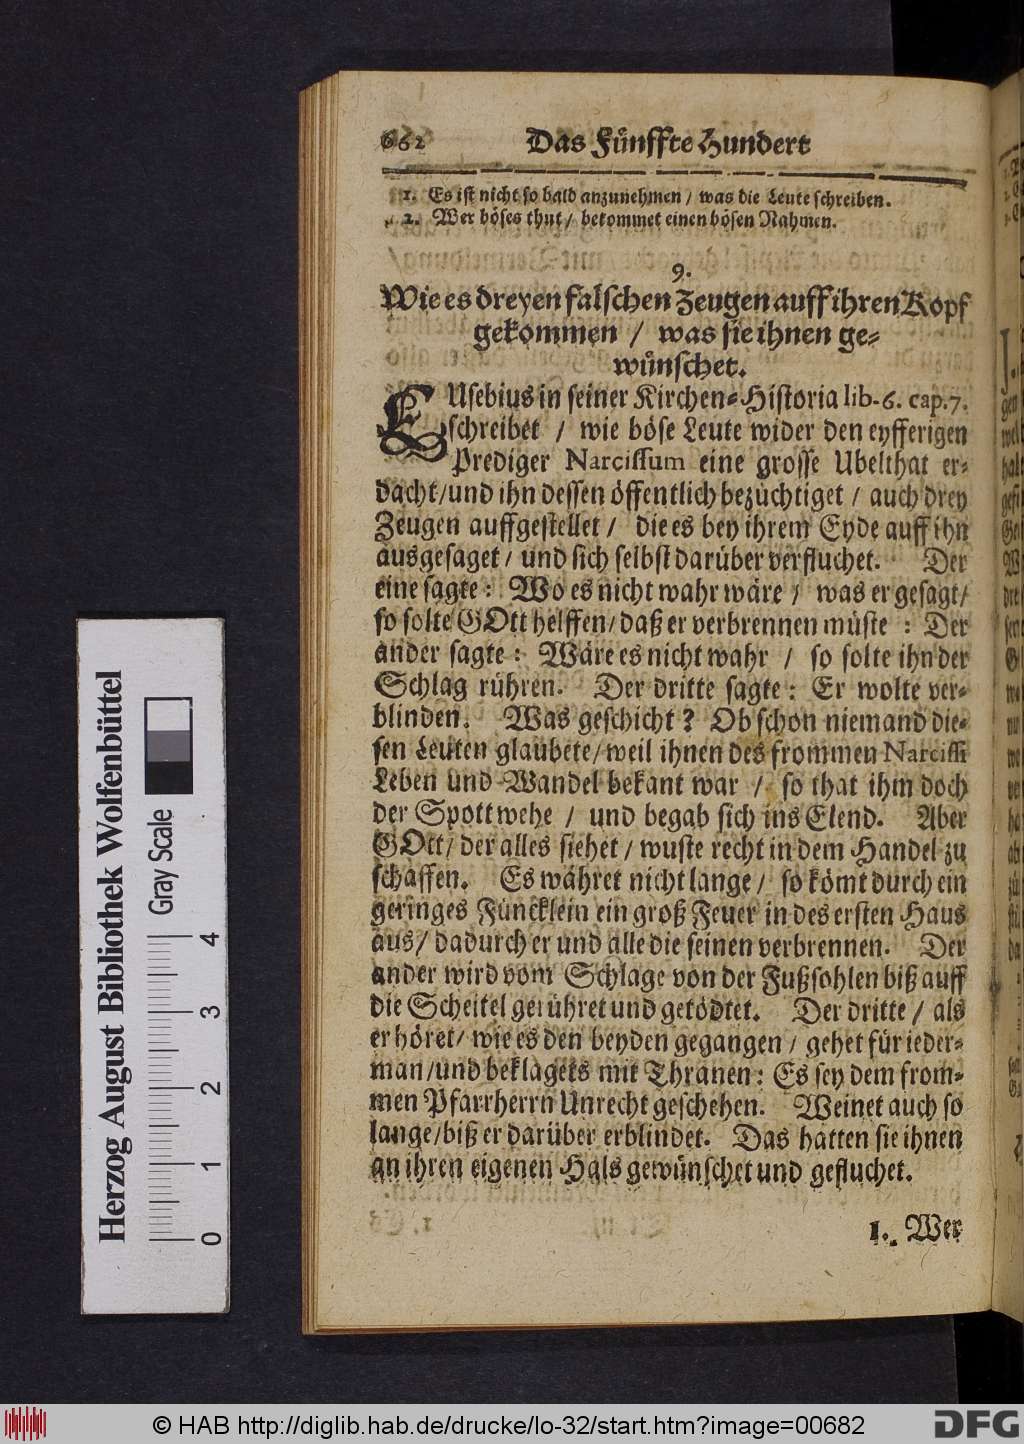 662 Das Fünffte Hundert
1. Es ist nicht so bald anzunehmen / was die Leute schreiben.
2. Wer böses thut / bekommet einen bösen Nahmen.
9.
Wie es dreyen falschen Zeugen auff ihren Kopf
gekommen / was sie ihnen ge-
wünschet.
EUsebius in seiner Kirchen-Historia lib. 6. cap. 7.
schreibet / wie böse Leute wider den eyfferigen
Prediger Narcissum eine grosse Ubelthat er-
dacht/und ihn dessen öffentlich bezüchtiget / auch drey
Zeugen auffgestellet / die es bey ihrem Eyde auff ihn
ausgesaget / und sich selbst darüber verfluchet. Der
eine sagte: Wo es nicht wahr wäre / was er gesagt/
so solte GOtt helffen/ daß er verbrennen müste : Der
ander sagte: Wäre es nicht wahr / so solte ihn der
Schlag rühren. Der dritte sagte: Er wolte ver-
blinden. Was geschicht? Ob schon niemand die-
sen Leuten glaubete/weil ihnen des frommen Narcissi
Leben und Wandel bekant war / so that ihm doch
der Spott wehe / und begab sich ins Elend. Aber
GOtt/ der alles siehet / wuste recht in dem Handel zu
schaffen. Es währet nicht lange / so kömt durch ein
geringes Füncklein ein groß Feuer in des ersten Haus
aus/ dadurch er und alle die seinen verbrennen. Der
ander wird vom Schlage von der Fußsohlen biß auff
die Scheitel gerühret und getödtet. Der dritte / als
er höret/ wie es den beyden gegangen / gehet für ieder-
man/und beklagets mit Thränen: Es sey dem from-
men Pfarrherrn Unrecht geschehen. Weinet auch so
lange/biß er darüber erblindet. Das hatten sie ihnen
an ihren eigenen Hals gewünschet und gefluchet.
1. Wer
Herzog August Bibliothek Wolfenbüttel
Gray Scale
0 1 2 3 4
© HAB http://diglib.hab.de/drucke/lo-32/start.htm?image=00682
DFG